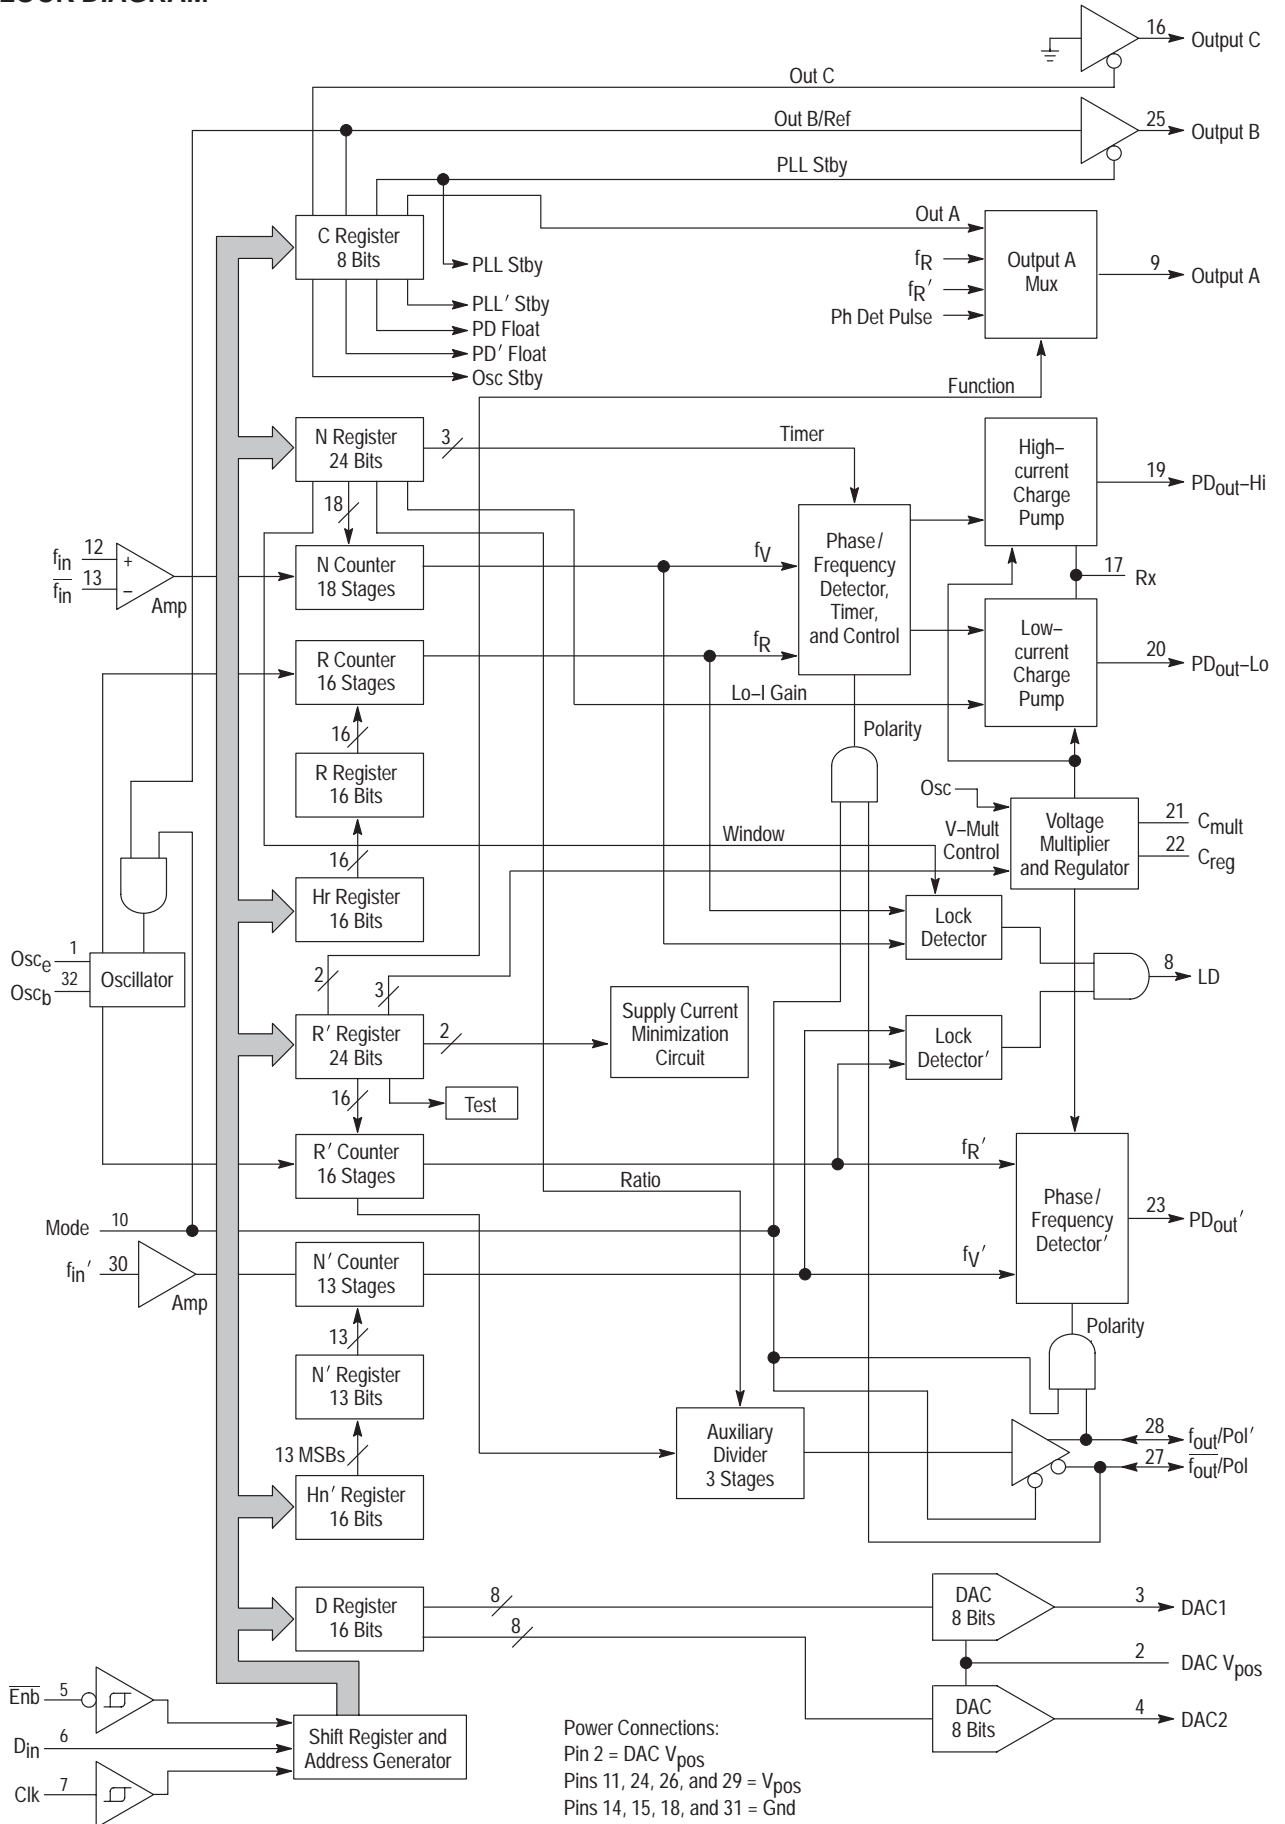 BLOCK DIAGRAM
16 Output C
Out C
Out B/Ref
25 Output B
PLL Stby
C Register
8 Bits
Out A
fR
fR′
Ph Det Pulse
Output A
Mux
9 Output A
PLL Stby
PLL′ Stby
PD Float
PD′ Float
Osc Stby
Function
N Register
24 Bits
3
Timer
High–
current
Charge
Pump
19 PDout–Hi
18
fin 12
fin 13
+
–
Amp
N Counter
18 Stages
fV
Phase/
Frequency
Detector,
Timer,
and Control
17
Rx
R Counter
16 Stages
fR
Low–
current
Charge
Pump
20 PDout–Lo
Lo–I Gain
16
Polarity
R Register
16 Bits
Osc
Window
V–Mult
Control
Voltage
Multiplier
and Regulator
21 Cmult
22 Creg
16
Hr Register
16 Bits
Lock
Detector
Osce 1
Oscb 32
Oscillator
8 LD
2
3
R′ Register
24 Bits
2
Supply Current
Minimization
Circuit
Lock
Detector′
16
Test
R′ Counter
16 Stages
fR′
Ratio
Phase/
Frequency
Detector′
23 PDout′
Mode 10
fin′ 30
Amp
N′ Counter
13 Stages
fV′
13
Polarity
N′ Register
13 Bits
13 MSBs
Auxiliary
Divider
3 Stages
28 fout/Pol′
27 fout/Pol
Hn′ Register
16 Bits
D Register
16 Bits
8
8
DAC
8 Bits
3 DAC1
2 DAC Vpos
DAC
8 Bits
4 DAC2
Enb 5
Din 6
Clk 7
Shift Register and
Address Generator
Power Connections:
Pin 2 = DAC Vpos
Pins 11, 24, 26, and 29 = Vpos
Pins 14, 15, 18, and 31 = Gnd